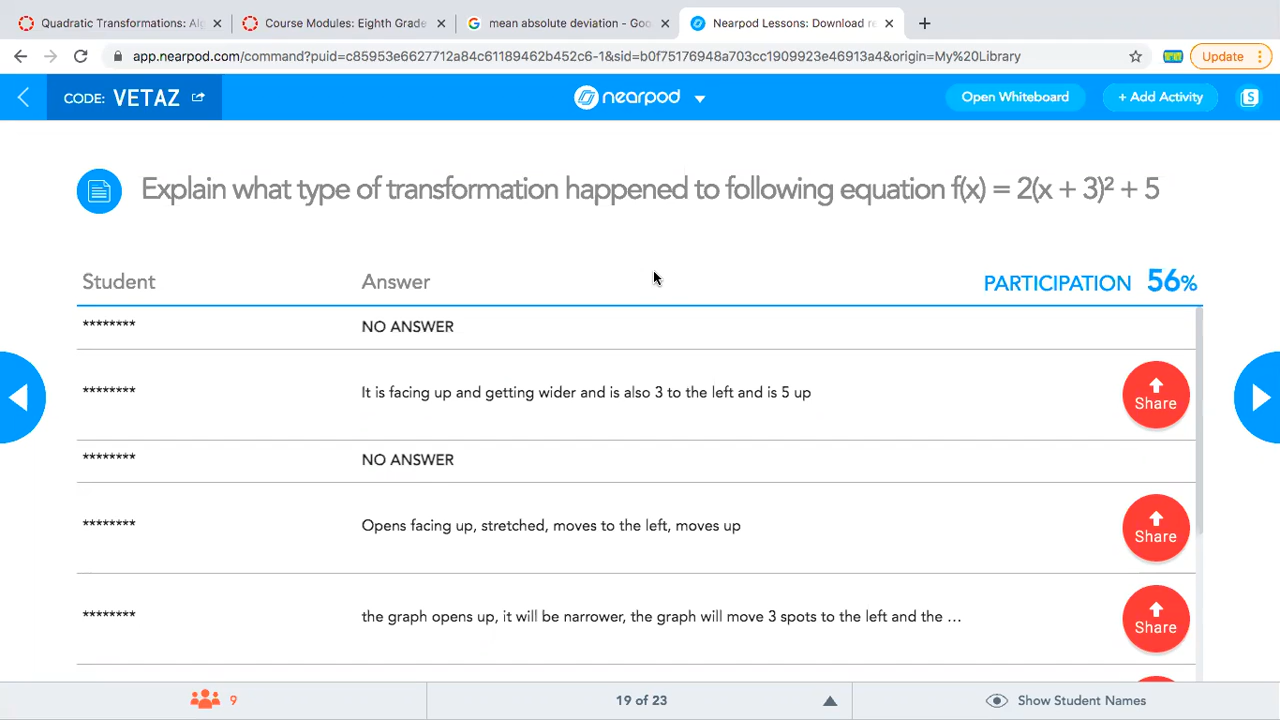 Quadratic Transformations: Alg
Course Modules: Eighth Grade
mean absolute deviation - Goo
Nearpod Lessons: Download re
app.nearpod.com/command?puid=c85953e6627712a84c61189462b452c6-1&sid=b0f75176948a703cc1909923e46913a4&origin=My%20Library
Update
CODE: VETAZ
nearpod
Open Whiteboard
+ Add Activity
S
Explain what type of transformation happened to following equation f(x) = 2(x + 3)² + 5
Student Answer PARTICIPATION 56%
******** NO ANSWER
******** It is facing up and getting wider and is also 3 to the left and is 5 up
Share
******** NO ANSWER
******** Opens facing up, stretched, moves to the left, moves up
Share
******** the graph opens up, it will be narrower, the graph will move 3 spots to the left and the ...
Share
9
19 of 23
Show Student Names